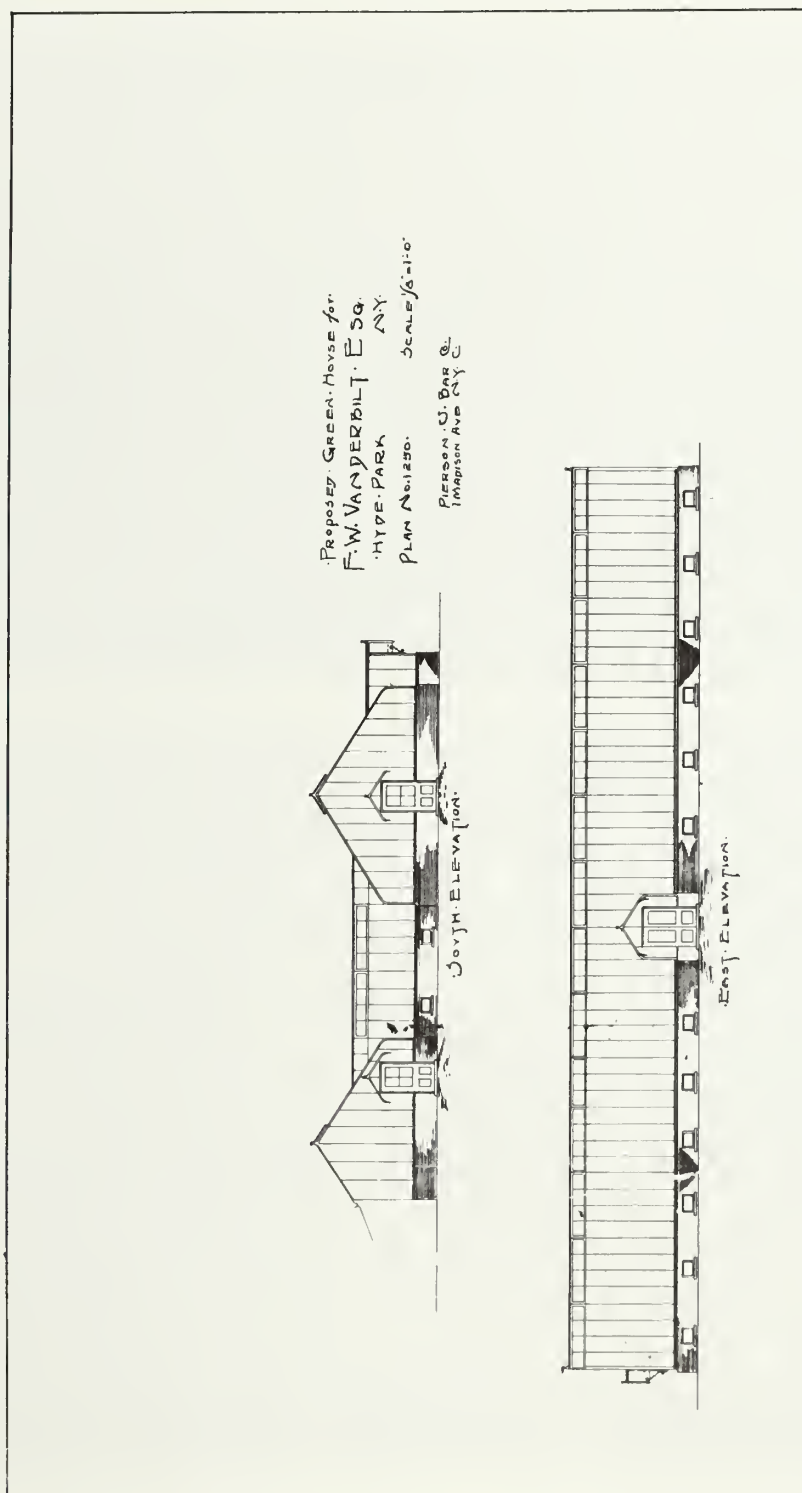 ·PROPOSED·GREEN·HOUSE for·
F·W·VANDERBILT·ESQ·
·HYDE·PARK N·Y·
PLAN No.1250. SCALE 1/8"=1'-0"
PIERSON·U·BAR Co.
1 MADISON AVE N.Y.C.
·SOUTH·ELEVATION·
·EAST·ELEVATION·